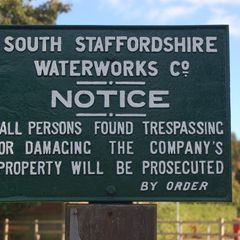 SOUTH STAFFORDSHIRE
WATERWORKS Co
NOTICE
ALL PERSONS FOUND TRESPASSING
OR DAMAGING THE COMPANY'S
PROPERTY WILL BE PROSECUTED
BY ORDER